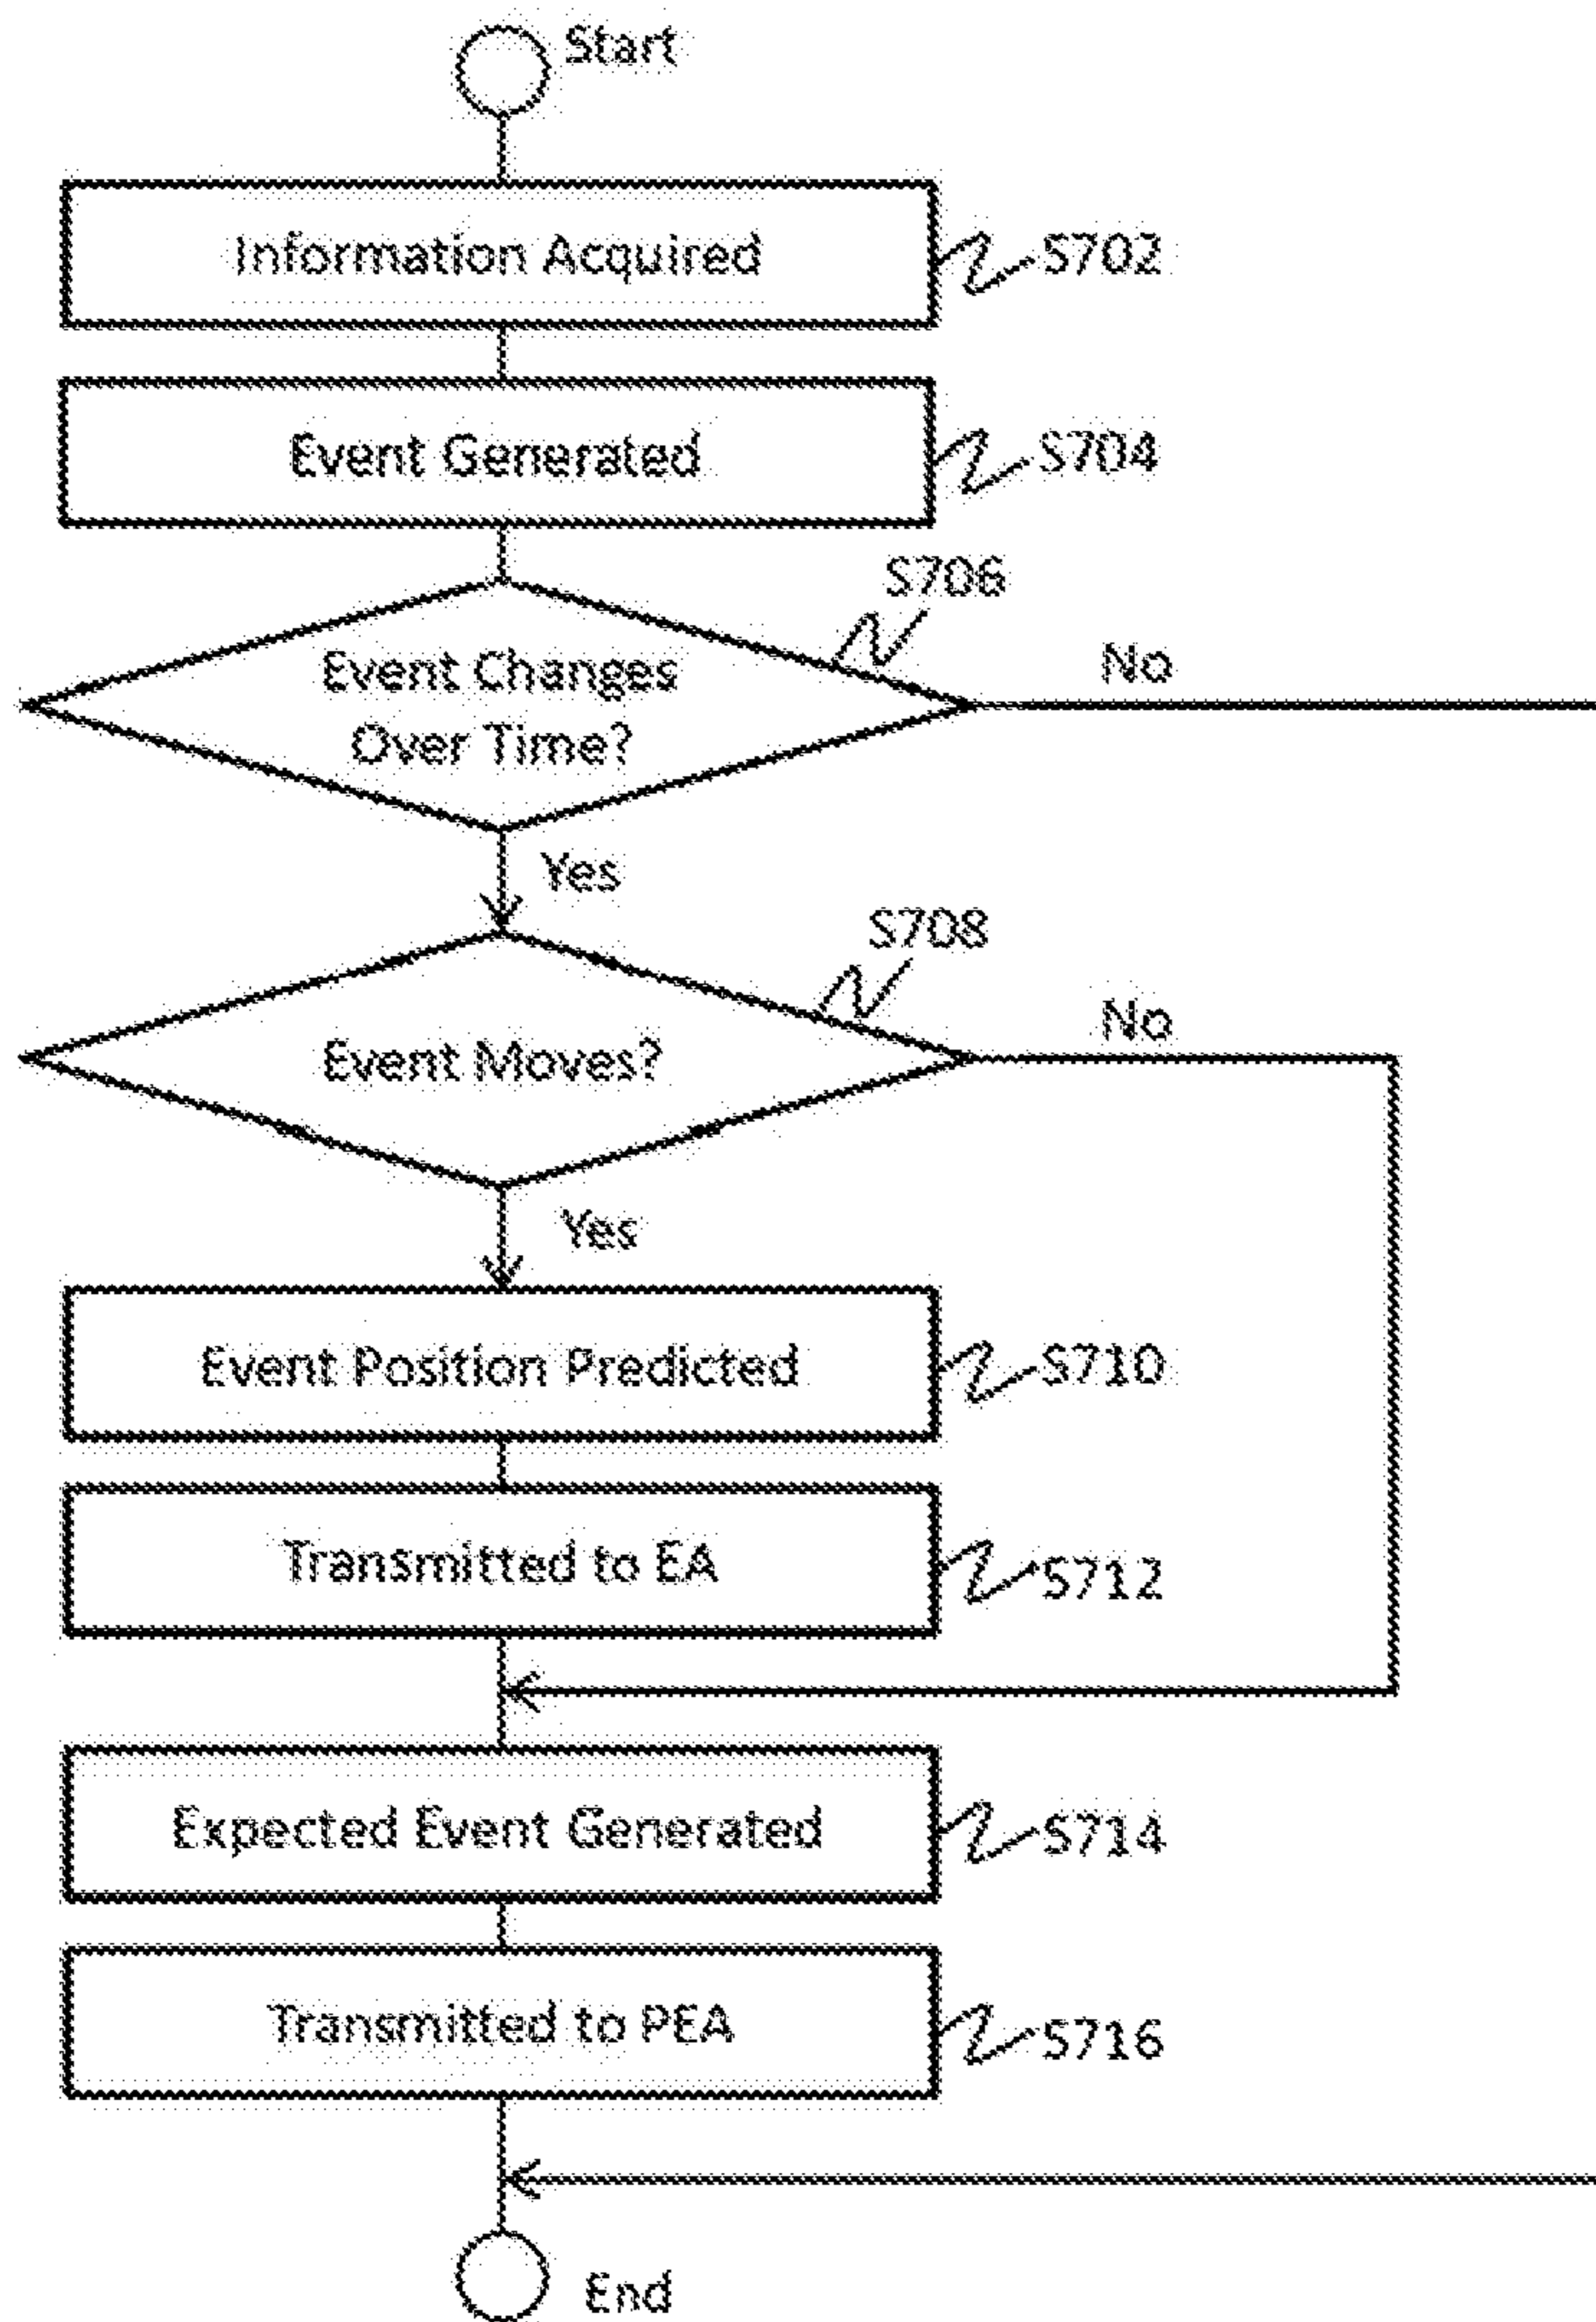 Start
Information Acquired
S702
Event Generated
S704
S706
Event Changes
Over Time?
No
Yes
S708
Event Moves?
No
Yes
Event Position Predicted
S710
Transmitted to EA
S712
Expected Event Generated
S714
Transmitted to PEA
S716
End